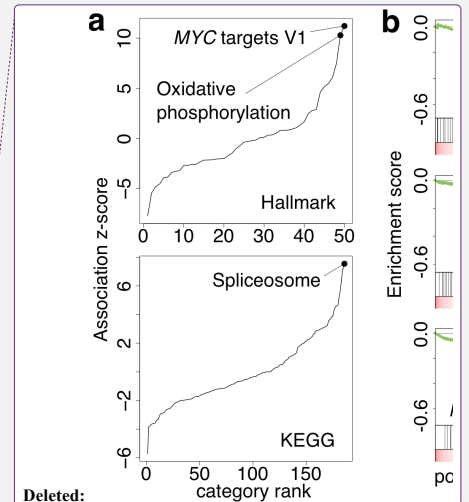 a
b
MYC targets V1
Oxidative
phosphorylation
Hallmark
10
5
0
−5
0 10 20 30 40 50
Association z-score
Spliceosome
KEGG
6
2
−2
−6
0 50 100 150
category rank
Enrichment score
0.0
-0.6
0.0
-0.6
0.0
-0.6
Deleted: